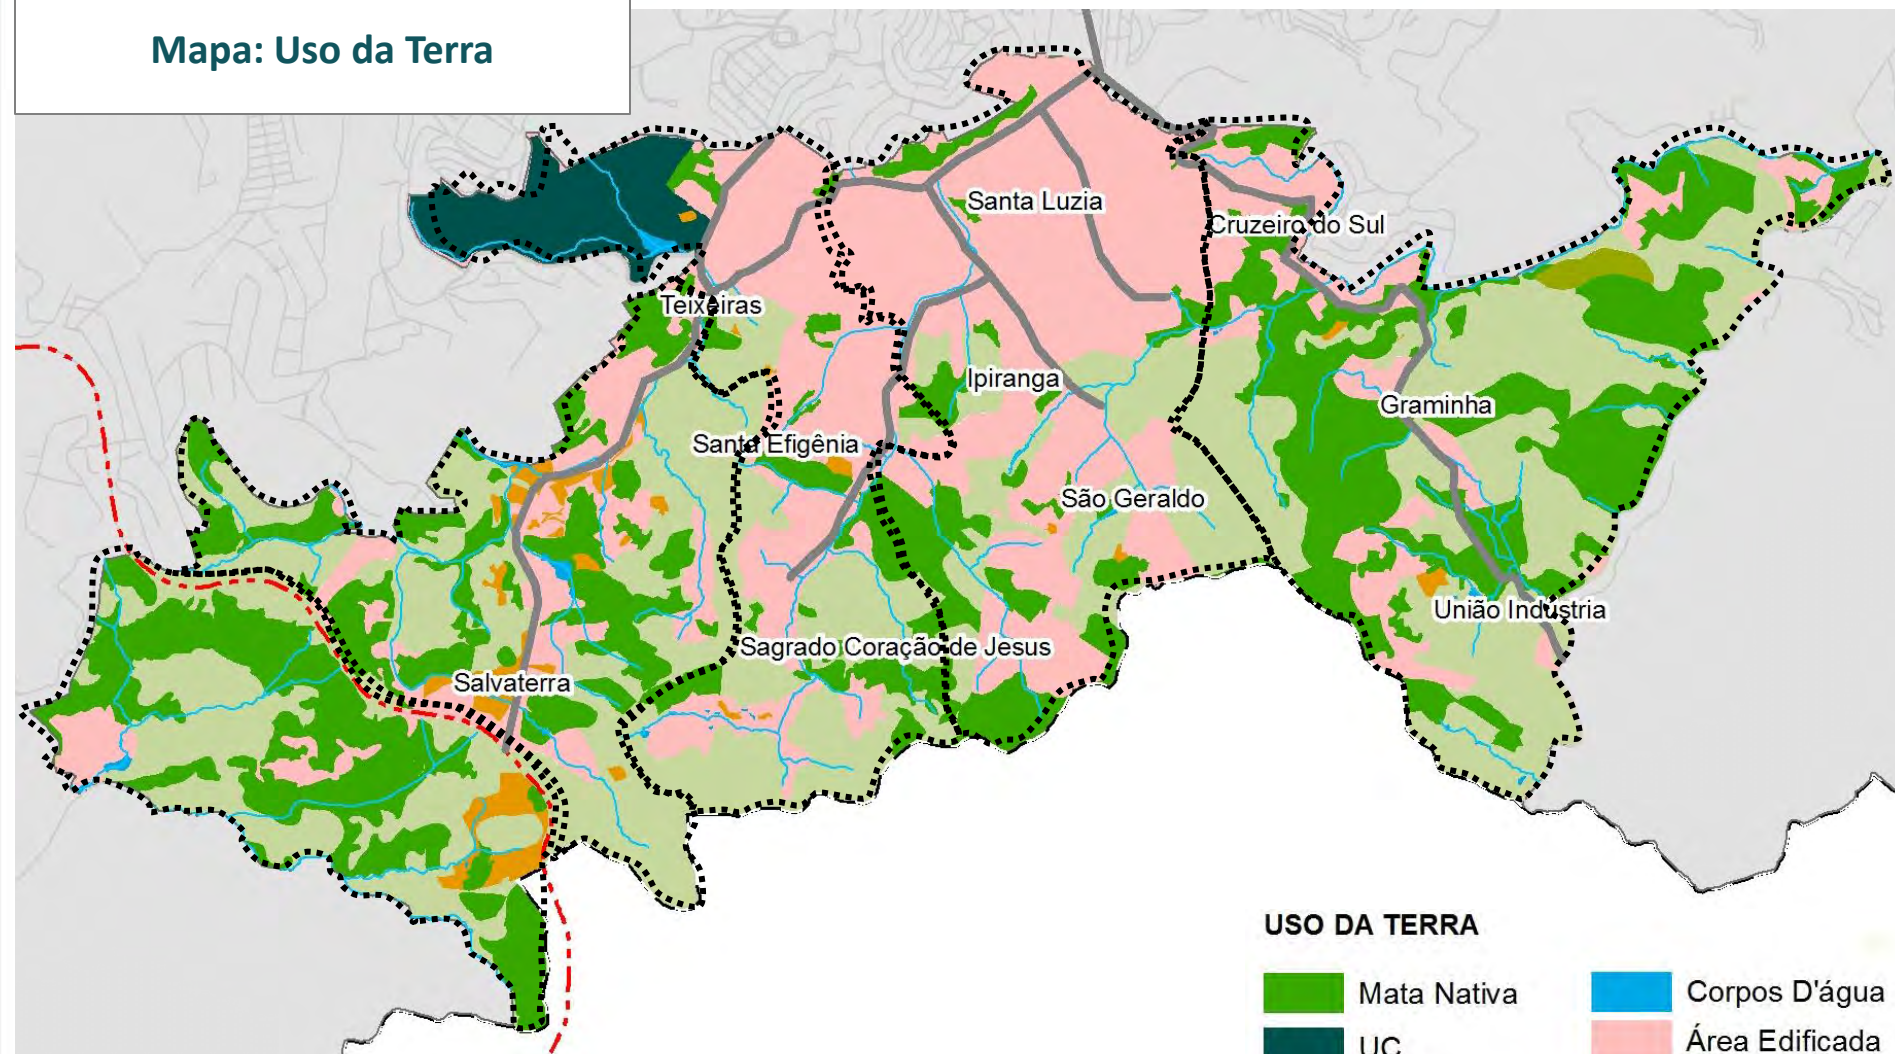 Mapa: Uso da Terra
Santa Luzia
Cruzeiro do Sul
Teixeiras
Ipiranga
Graminha
Santa Efigênia
São Geraldo
União Indústria
Sagrado Coração de Jesus
Salvaterra
USO DA TERRA
Mata Nativa
Corpos D'água
UC
Área Edificada